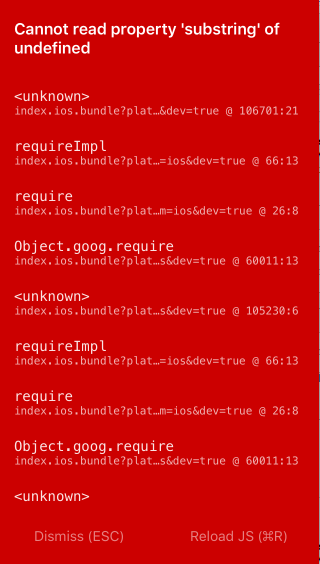 Cannot read property 'substring' of
undefined
<unknown>
index.ios.bundle?plat…&dev=true @ 106701:21
requireImpl
index.ios.bundle?plat…=ios&dev=true @ 66:13
require
index.ios.bundle?plat…m=ios&dev=true @ 26:8
Object.goog.require
index.ios.bundle?plat…s&dev=true @ 60011:13
<unknown>
index.ios.bundle?plat…s&dev=true @ 105230:6
requireImpl
index.ios.bundle?plat…=ios&dev=true @ 66:13
require
index.ios.bundle?plat…m=ios&dev=true @ 26:8
Object.goog.require
index.ios.bundle?plat…s&dev=true @ 60011:13
<unknown>
Dismiss (ESC) Reload JS (⌘R)